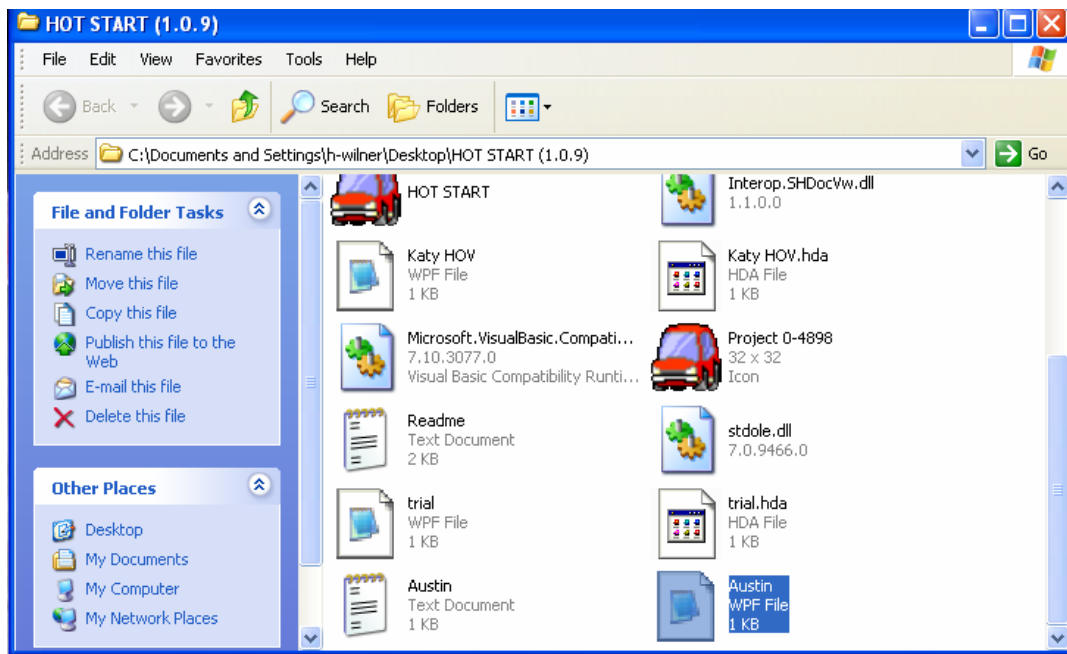 HOT START (1.0.9)
File Edit View Favorites Tools Help
Back Search Folders
Address C:\Documents and Settings\h-wilner\Desktop\HOT START (1.0.9) Go
File and Folder Tasks
Rename this file
Move this file
Copy this file
Publish this file to the
Web
E-mail this file
Delete this file
Other Places
Desktop
My Documents
My Computer
My Network Places
HOT START
Interop.SHDocVw.dll
1.1.0.0
Katy HOV
WPF File
1 KB
Katy HOV.hda
HDA File
1 KB
Microsoft.VisualBasic.Compati...
7.10.3077.0
Visual Basic Compatibility Runti...
Project 0-4898
32 x 32
Icon
Readme
Text Document
2 KB
stdole.dll
7.0.9466.0
trial
WPF File
1 KB
trial.hda
HDA File
1 KB
Austin
Text Document
1 KB
Austin
WPF File
1 KB